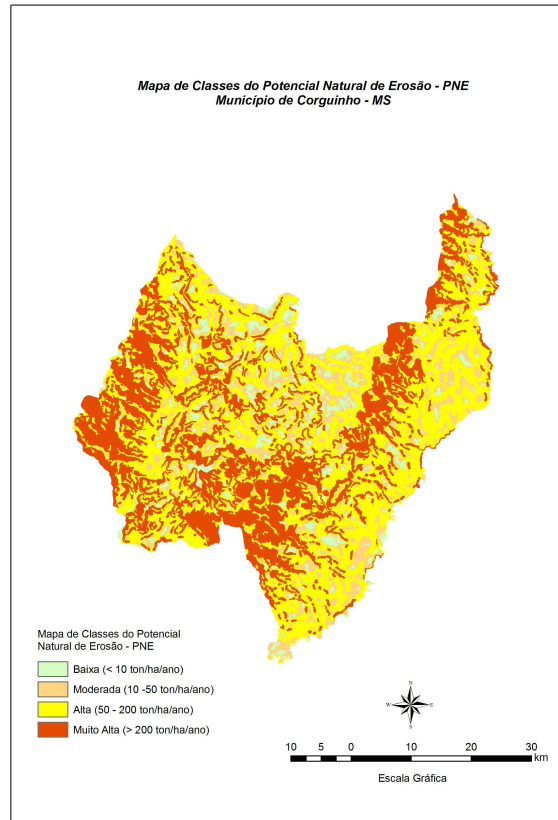 Mapa de Classes do Potencial Natural de Erosão - PNE
Município de Corguinho - MS
Mapa de Classes do Potencial
Natural de Erosão - PNE
Baixa (< 10 ton/ha/ano)
Moderada (10 -50 ton/ha/ano)
Alta (50 - 200 ton/ha/ano)
Muito Alta (> 200 ton/ha/ano)
N
W E
S
10 5 0 10 20 30
km
Escala Gráfica